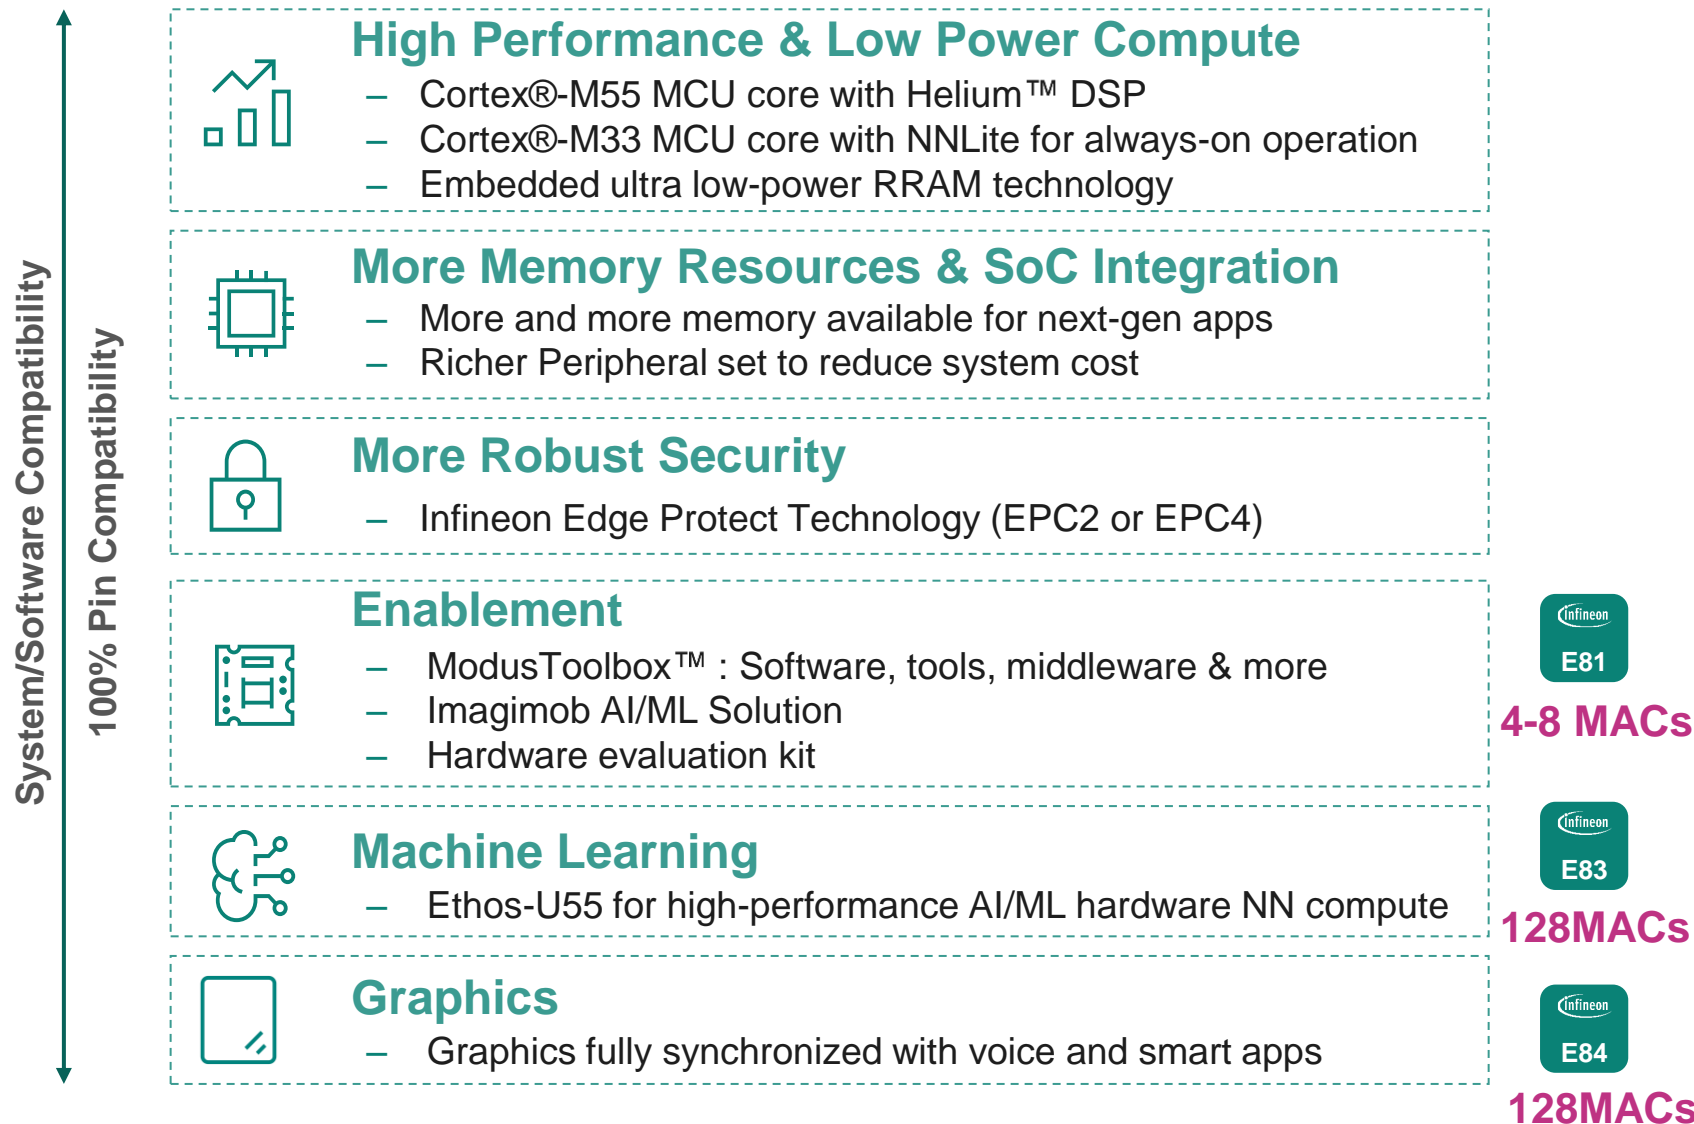 System/Software Compatibility
100% Pin Compatibility
High Performance & Low Power Compute
– Cortex®-M55 MCU core with Helium™ DSP
– Cortex®-M33 MCU core with NNLite for always-on operation
– Embedded ultra low-power RRAM technology
More Memory Resources & SoC Integration
– More and more memory available for next-gen apps
– Richer Peripheral set to reduce system cost
More Robust Security
– Infineon Edge Protect Technology (EPC2 or EPC4)
Enablement
– ModusToolbox™ : Software, tools, middleware & more
– Imagimob AI/ML Solution
– Hardware evaluation kit
infineon
E81
4-8 MACs
Machine Learning
– Ethos-U55 for high-performance AI/ML hardware NN compute
infineon
E83
128MACs
Graphics
– Graphics fully synchronized with voice and smart apps
infineon
E84
128MACs